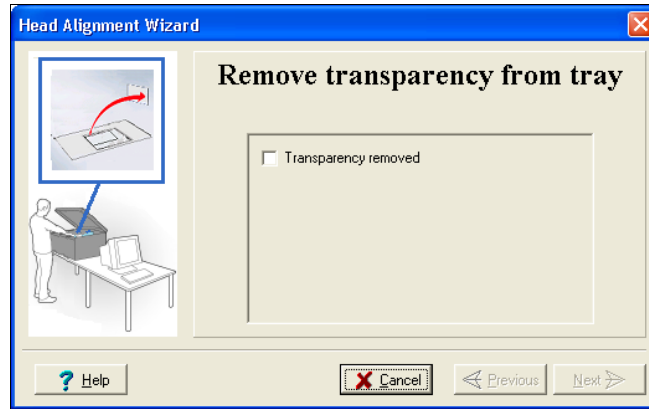 Head Alignment Wizard
Remove transparency from tray
Transparency removed
Help
Cancel
Previous
Next